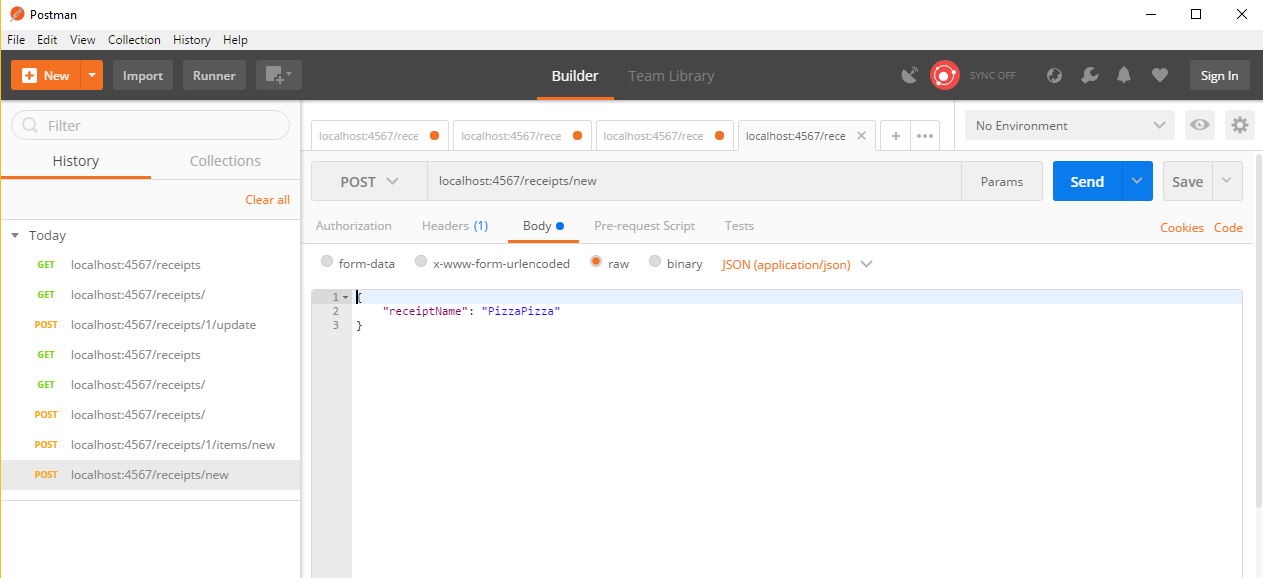 Postman
File Edit View Collection History Help
New Import Runner Builder Team Library SYNC OFF Sign In
Filter
History Collections
Clear all
Today
GET localhost:4567/receipts
GET localhost:4567/receipts/
POST localhost:4567/receipts/1/update
GET localhost:4567/receipts
GET localhost:4567/receipts/
POST localhost:4567/receipts/
POST localhost:4567/receipts/1/items/new
POST localhost:4567/receipts/new
localhost:4567/rece localhost:4567/rece localhost:4567/rece localhost:4567/rece No Environment
POST localhost:4567/receipts/new Params Send Save
Authorization Headers (1) Body Pre-request Script Tests Cookies Code
form-data x-www-form-urlencoded raw binary JSON (application/json)
1 {
2 "receiptName": "PizzaPizza"
3 }